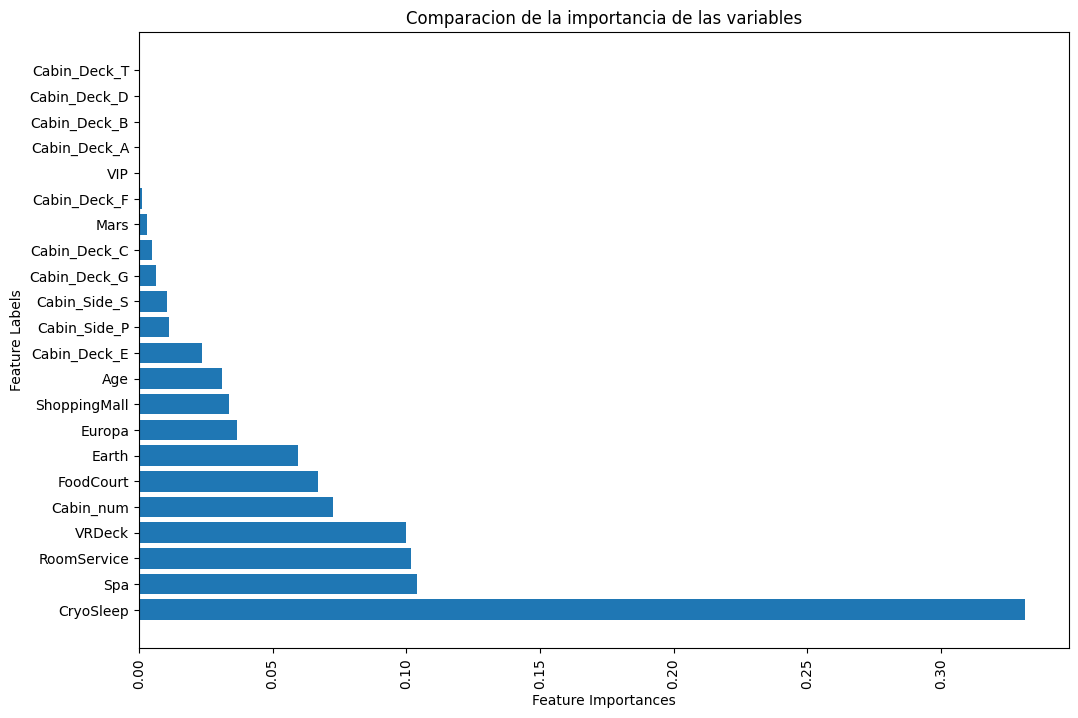 Comparacion de la importancia de las variables
Feature Labels
Cabin_Deck_T
Cabin_Deck_D
Cabin_Deck_B
Cabin_Deck_A
VIP
Cabin_Deck_F
Mars
Cabin_Deck_C
Cabin_Deck_G
Cabin_Side_S
Cabin_Side_P
Cabin_Deck_E
Age
ShoppingMall
Europa
Earth
FoodCourt
Cabin_num
VRDeck
RoomService
Spa
CryoSleep
0.00 0.05 0.10 0.15 0.20 0.25 0.30
Feature Importances